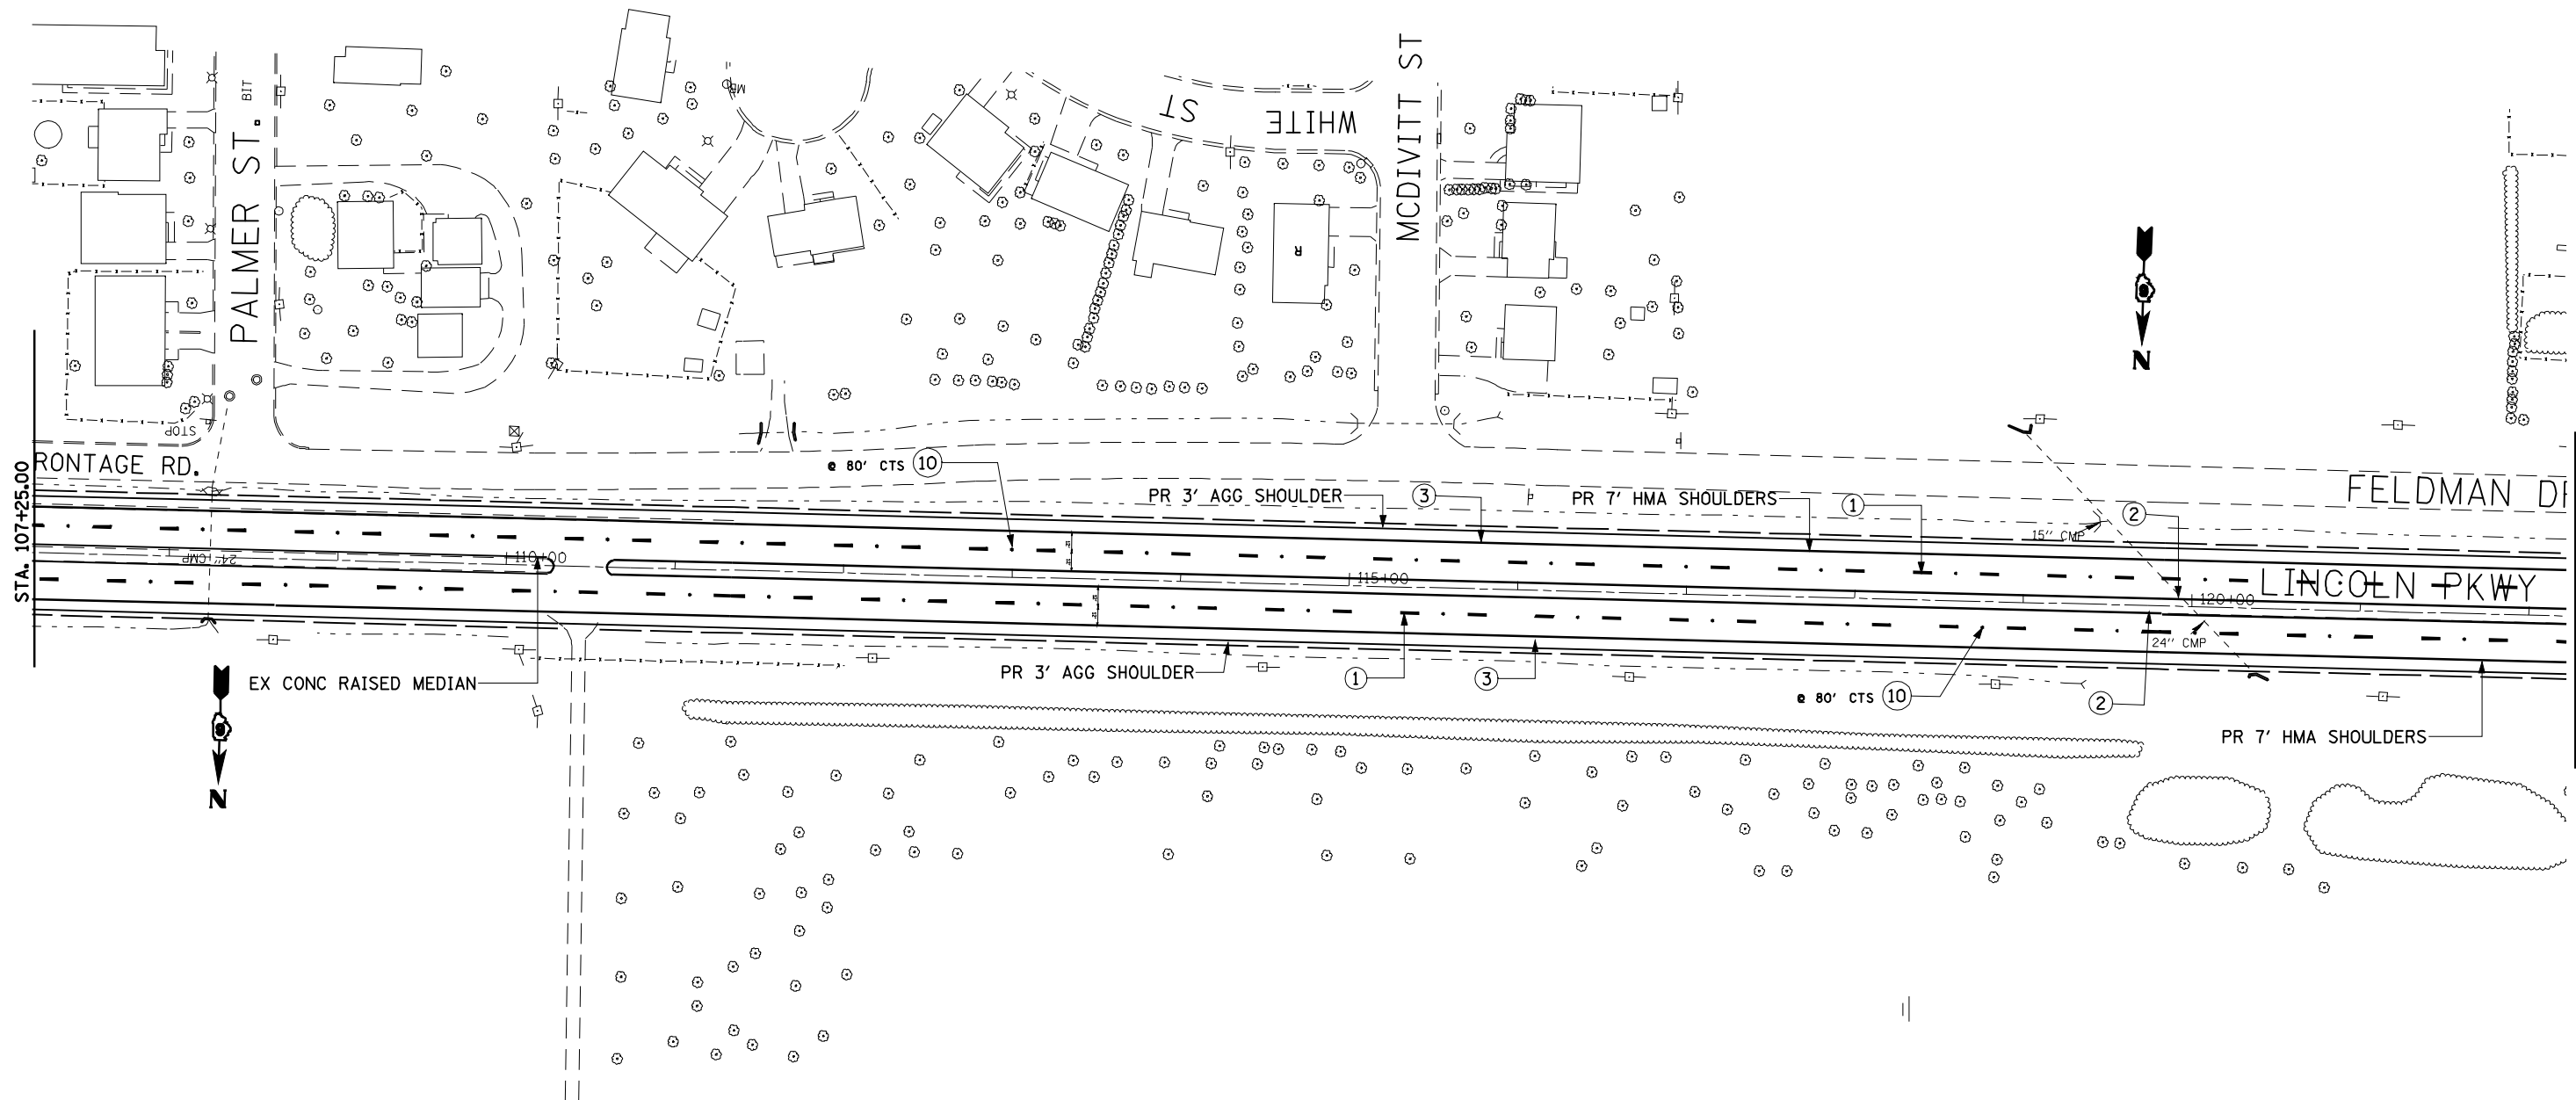 PALMER ST.
BIT
MB
ST
WHITE
MCDIVITT ST
R
N
STOP
RONTAGE RD.
STA. 107+25.00
@ 80' CTS 10
PR 3' AGG SHOULDER
3
PR 7' HMA SHOULDERS
1
2
15'' CMP
FELDMAN DR
24'' CMP
110+00
115+00
120+00
LINCOLN PKWY
24'' CMP
EX CONC RAISED MEDIAN
PR 3' AGG SHOULDER
1
3
@ 80' CTS 10
2
PR 7' HMA SHOULDERS
N